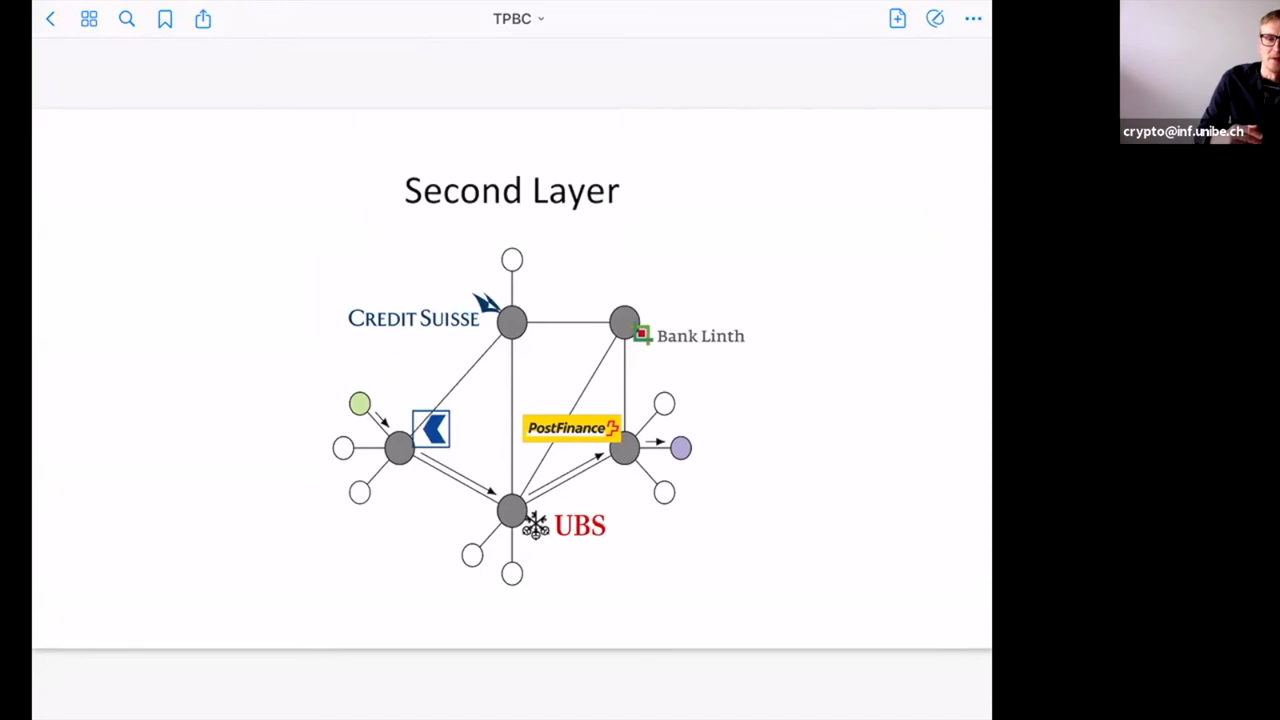 TPBC
crypto@inf.unibe.ch
Second Layer
CREDIT SUISSE
Bank Linth
PostFinance
UBS